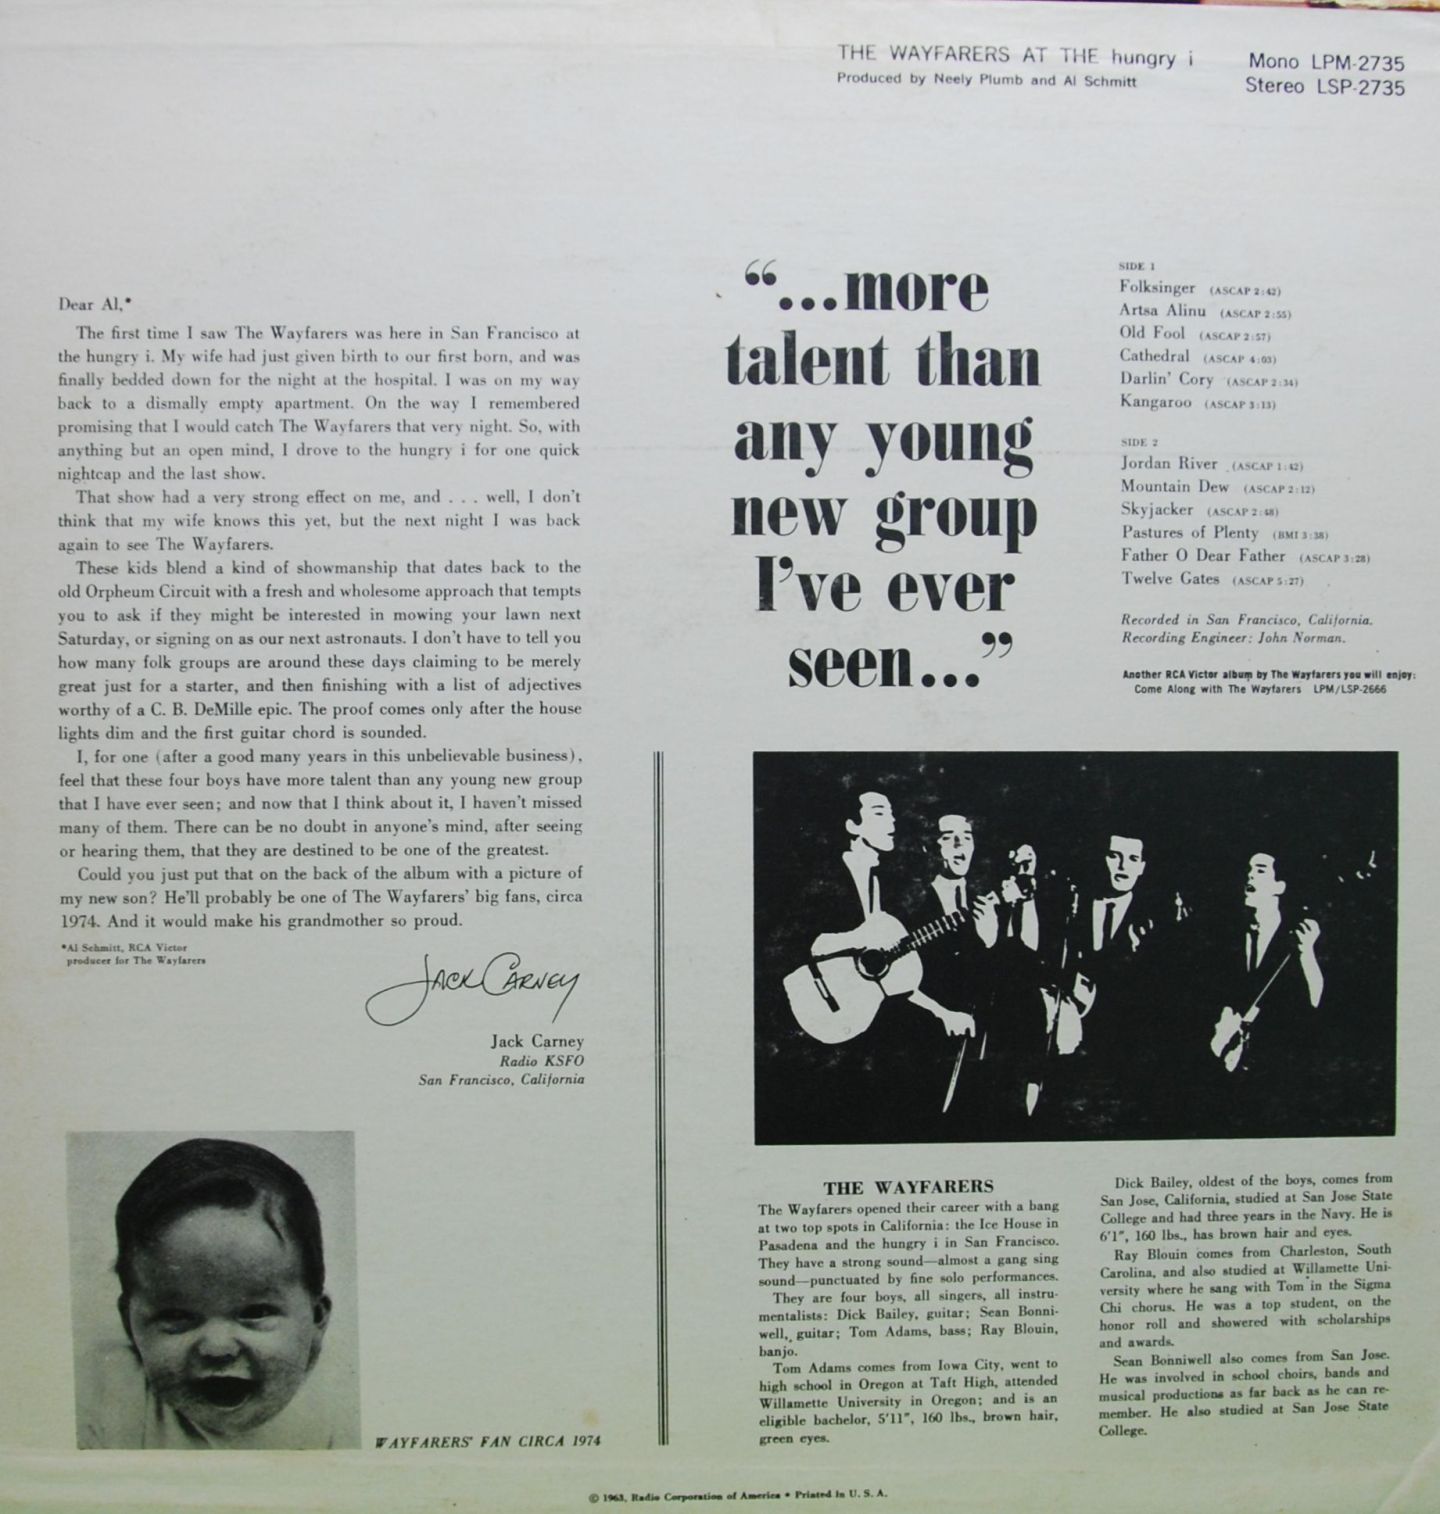 THE WAYFARERS AT THE hungry i
Produced by Neely Plumb and Al Schmitt
Mono LPM-2735
Stereo LSP-2735
Dear Al,*
The first time I saw The Wayfarers was here in San Francisco at
the hungry i. My wife had just given birth to our first born, and was
finally bedded down for the night at the hospital. I was on my way
back to a dismally empty apartment. On the way I remembered
promising that I would catch The Wayfarers that very night. So, with
anything but an open mind, I drove to the hungry i for one quick
nightcap and the last show.
That show had a very strong effect on me, and . . . well, I don't
think that my wife knows this yet, but the next night I was back
again to see The Wayfarers.
These kids blend a kind of showmanship that dates back to the
old Orpheum Circuit with a fresh and wholesome approach that tempts
you to ask if they might be interested in mowing your lawn next
Saturday, or signing on as our next astronauts. I don't have to tell you
how many folk groups are around these days claiming to be merely
great just for a starter, and then finishing with a list of adjectives
worthy of a C. B. DeMille epic. The proof comes only after the house
lights dim and the first guitar chord is sounded.
I, for one (after a good many years in this unbelievable business),
feel that these four boys have more talent than any young new group
that I have ever seen; and now that I think about it, I haven't missed
many of them. There can be no doubt in anyone's mind, after seeing
or hearing them, that they are destined to be one of the greatest.
Could you just put that on the back of the album with a picture of
my new son? He'll probably be one of The Wayfarers' big fans, circa
1974. And it would make his grandmother so proud.
*Al Schmitt, RCA Victor
producer for The Wayfarers
Jack Carney
Jack Carney
Radio KSFO
San Francisco, California
WAYFARERS' FAN CIRCA 1974
“...more
talent than
any young
new group
I've ever
seen...”
SIDE 1
Folksinger (ASCAP 2:42)
Artsa Alinu (ASCAP 2:55)
Old Fool (ASCAP 2:57)
Cathedral (ASCAP 4:03)
Darlin' Cory (ASCAP 2:34)
Kangaroo (ASCAP 3:13)
SIDE 2
Jordan River (ASCAP 1:42)
Mountain Dew (ASCAP 2:12)
Skyjacker (ASCAP 2:48)
Pastures of Plenty (BMI 3:38)
Father O Dear Father (ASCAP 3:28)
Twelve Gates (ASCAP 5:27)
Recorded in San Francisco, California.
Recording Engineer: John Norman.
Another RCA Victor album by The Wayfarers you will enjoy:
Come Along with The Wayfarers LPM/LSP-2666
THE WAYFARERS
The Wayfarers opened their career with a bang
at two top spots in California: the Ice House in
Pasadena and the hungry i in San Francisco.
They have a strong sound—almost a gang sing
sound—punctuated by fine solo performances.
They are four boys, all singers, all instru-
mentalists: Dick Bailey, guitar; Sean Bonni-
well, guitar; Tom Adams, bass; Ray Blouin,
banjo.
Tom Adams comes from Iowa City, went to
high school in Oregon at Taft High, attended
Willamette University in Oregon; and is an
eligible bachelor, 5'11", 160 lbs., brown hair,
green eyes.
Dick Bailey, oldest of the boys, comes from
San Jose, California, studied at San Jose State
College and had three years in the Navy. He is
6'1", 160 lbs., has brown hair and eyes.
Ray Blouin comes from Charleston, South
Carolina, and also studied at Willamette Uni-
versity where he sang with Tom in the Sigma
Chi chorus. He was a top student, on the
honor roll and showered with scholarships
and awards.
Sean Bonniwell also comes from San Jose.
He was involved in school choirs, bands and
musical productions as far back as he can re-
member. He also studied at San Jose State
College.
© 1963, Radio Corporation of America • Printed in U. S. A.